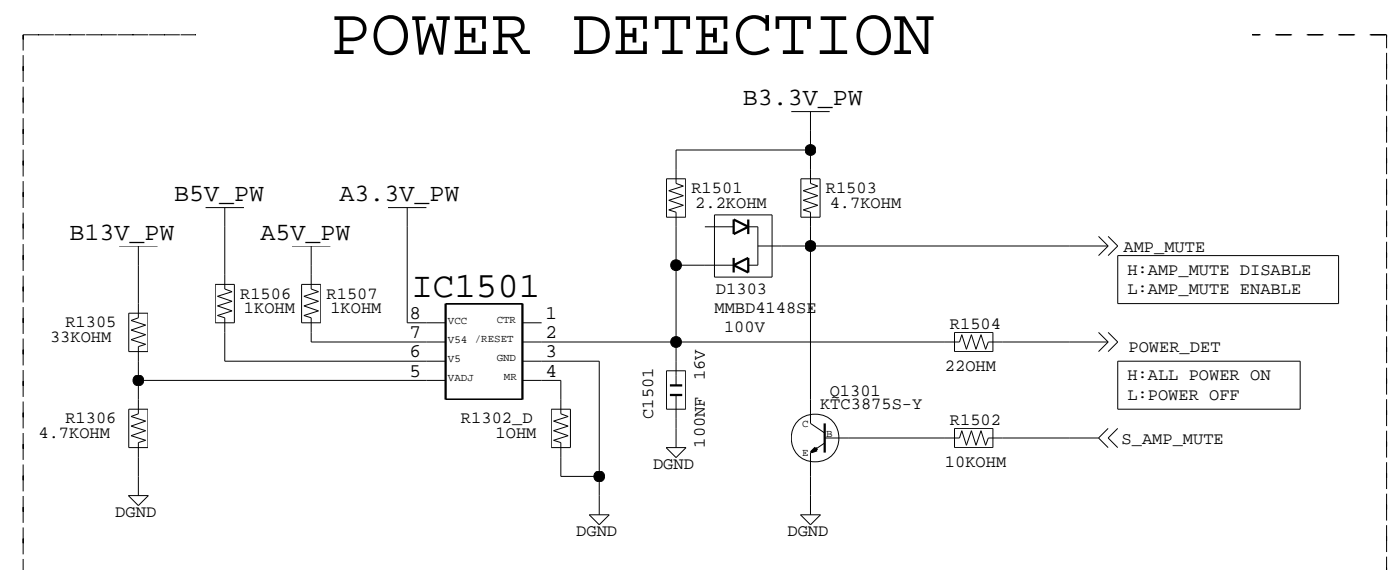 POWER DETECTION
B3.3V_PW
B5V_PW
A3.3V_PW
B13V_PW
A5V_PW
R1501
2.2KOHM
R1503
4.7KOHM
AMP_MUTE
H:AMP_MUTE DISABLE
L:AMP_MUTE ENABLE
D1303
MMBD4148SE
100V
IC1501
R1506
1KOHM
R1507
1KOHM
R1305
33KOHM
8 VCC CTR 1
7 V54 /RESET 2
6 V5 GND 3
5 VADJ MR 4
R1504
22OHM
POWER_DET
H:ALL POWER ON
L:POWER OFF
C1501
100NF 16V
DGND
Q1301
KTC3875S-Y
C
B
E
R1502
10KOHM
S_AMP_MUTE
R1306
4.7KOHM
R1302_D
1OHM
DGND
DGND
DGND